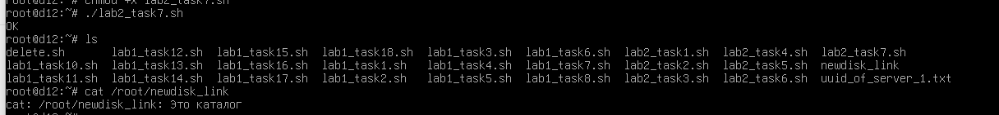 root@d12:~# chmod +x lab2_task7.sh
root@d12:~# ./lab2_task7.sh
OK
root@d12:~# ls
delete.sh lab1_task12.sh lab1_task15.sh lab1_task18.sh lab1_task3.sh lab1_task6.sh lab2_task1.sh lab2_task4.sh lab2_task7.sh
lab1_task10.sh lab1_task13.sh lab1_task16.sh lab1_task1.sh lab1_task4.sh lab1_task7.sh lab2_task2.sh lab2_task5.sh newdisk_link
lab1_task11.sh lab1_task14.sh lab1_task17.sh lab1_task2.sh lab1_task5.sh lab1_task8.sh lab2_task3.sh lab2_task6.sh uuid_of_server_1.txt
root@d12:~# cat /root/newdisk_link
cat: /root/newdisk_link: Это каталог
root@d12:~#